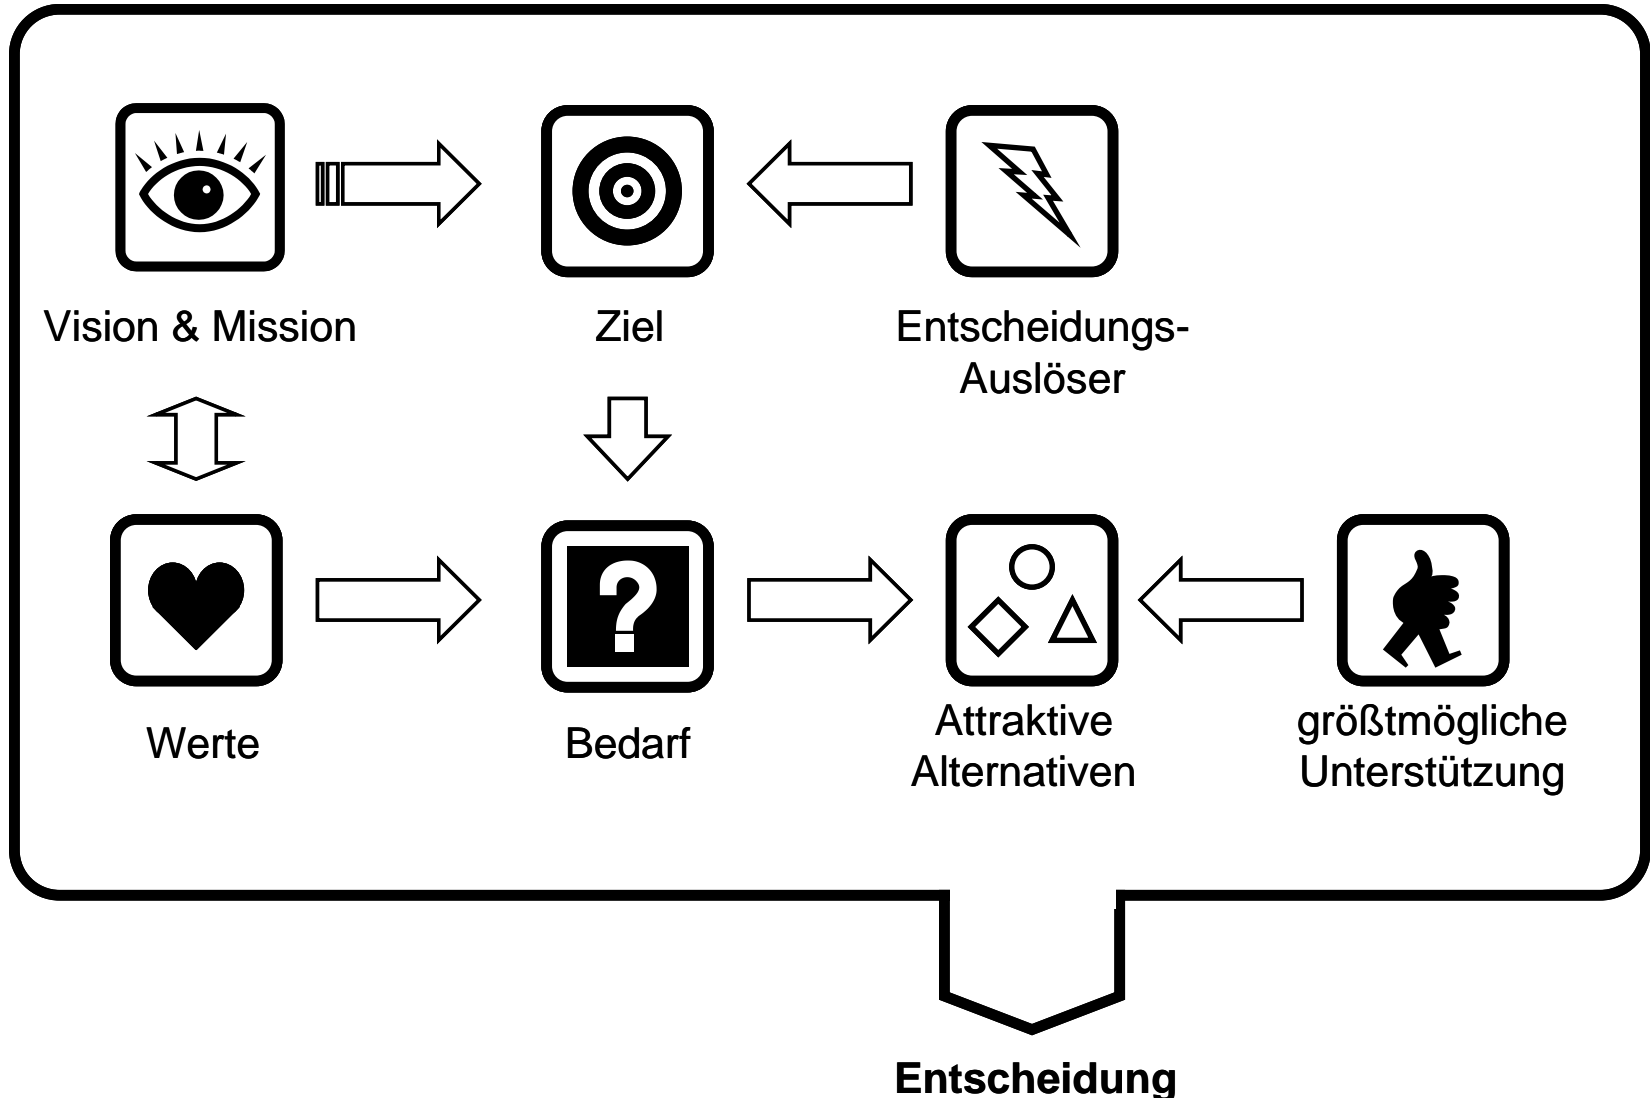 Vision & Mission
Ziel
Entscheidungs-
Auslöser
?
Werte
Bedarf
Attraktive
Alternativen
größtmögliche
Unterstützung
Entscheidung